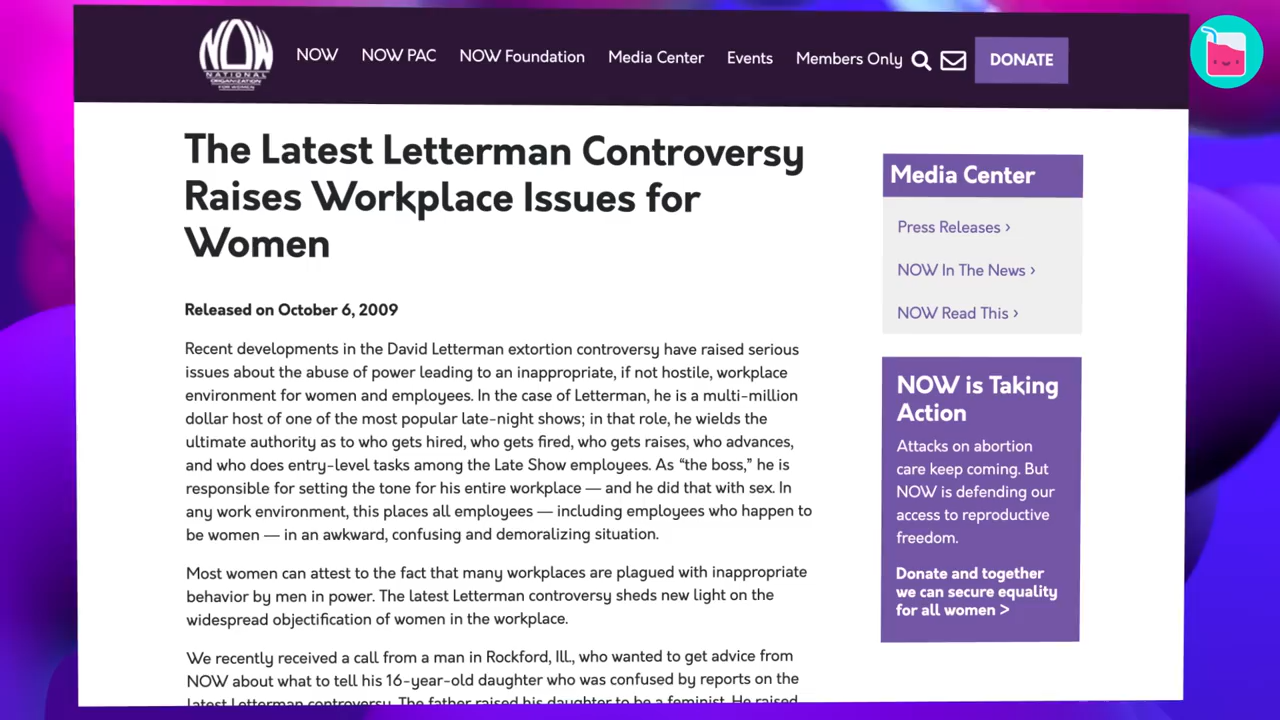 NOW
NATIONAL
ORGANIZATION
FOR WOMEN
NOW NOW PAC NOW Foundation Media Center Events Members Only DONATE
The Latest Letterman Controversy
Raises Workplace Issues for
Women
Released on October 6, 2009
Recent developments in the David Letterman extortion controversy have raised serious
issues about the abuse of power leading to an inappropriate, if not hostile, workplace
environment for women and employees. In the case of Letterman, he is a multi-million
dollar host of one of the most popular late-night shows; in that role, he wields the
ultimate authority as to who gets hired, who gets fired, who gets raises, who advances,
and who does entry-level tasks among the Late Show employees. As “the boss,” he is
responsible for setting the tone for his entire workplace — and he did that with sex. In
any work environment, this places all employees — including employees who happen to
be women — in an awkward, confusing and demoralizing situation.
Most women can attest to the fact that many workplaces are plagued with inappropriate
behavior by men in power. The latest Letterman controversy sheds new light on the
widespread objectification of women in the workplace.
We recently received a call from a man in Rockford, Ill., who wanted to get advice from
NOW about what to tell his 16-year-old daughter who was confused by reports on the
latest Letterman controversy. The father raised his daughter to be a feminist. He raised
Media Center
Press Releases ›
NOW In The News ›
NOW Read This ›
NOW is Taking
Action
Attacks on abortion
care keep coming. But
NOW is defending our
access to reproductive
freedom.
Donate and together
we can secure equality
for all women >